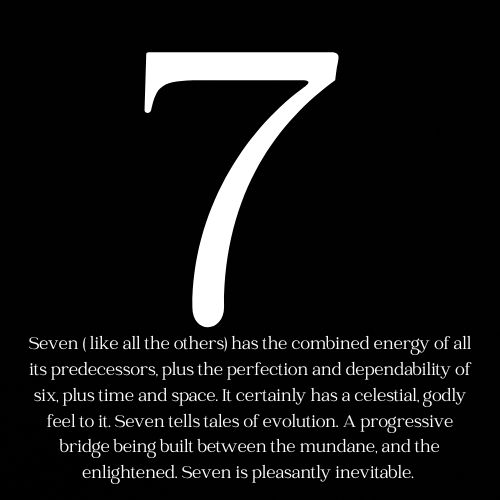 7
Seven ( like all the others) has the combined energy of all
its predecessors, plus the perfection and dependability of
six, plus time and space. It certainly has a celestial, godly
feel to it. Seven tells tales of evolution. A progressive
bridge being built between the mundane, and the
enlightened. Seven is pleasantly inevitable.